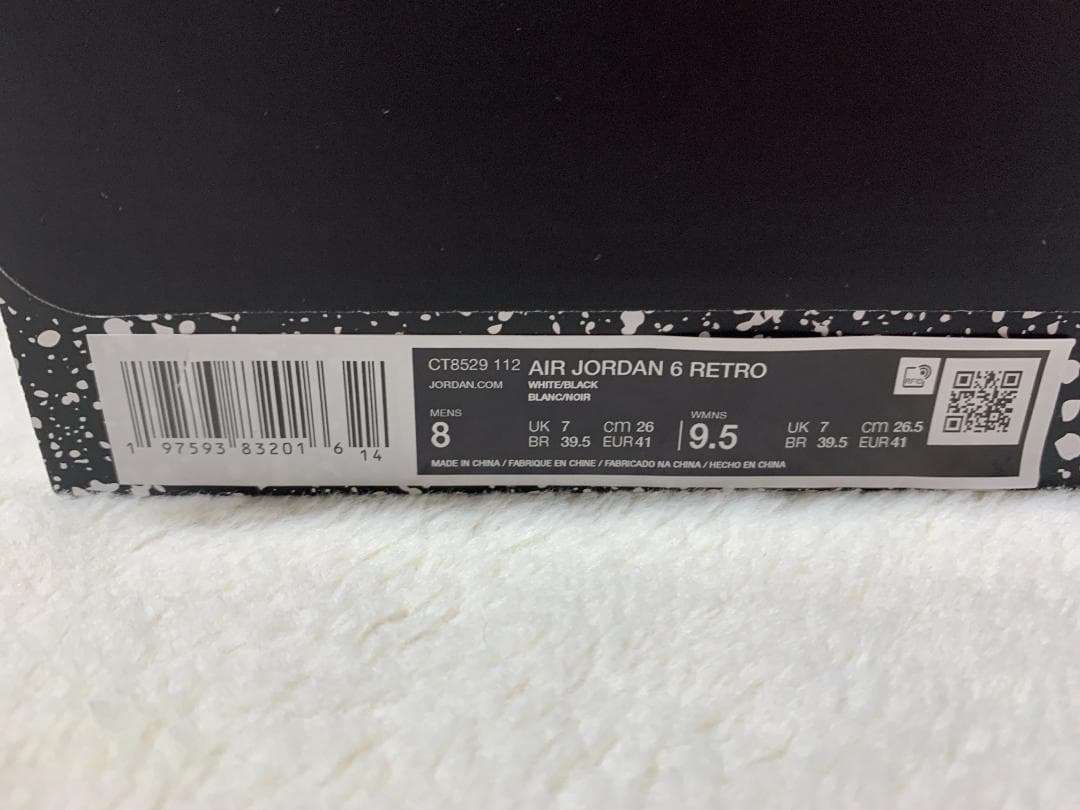 1 97593 83201 6 14
CT8529 112 AIR JORDAN 6 RETRO
JORDAN.COM WHITE/BLACK
BLANC/NOIR
MENS
8
UK 7 cm 26
BR 39.5 EUR 41
WMNS
9.5
UK 7 cm 26.5
BR 39.5 EUR 41
RFID
MADE IN CHINA / FABRIQUE EN CHINE / FABRICADO NA CHINA / HECHO EN CHINA